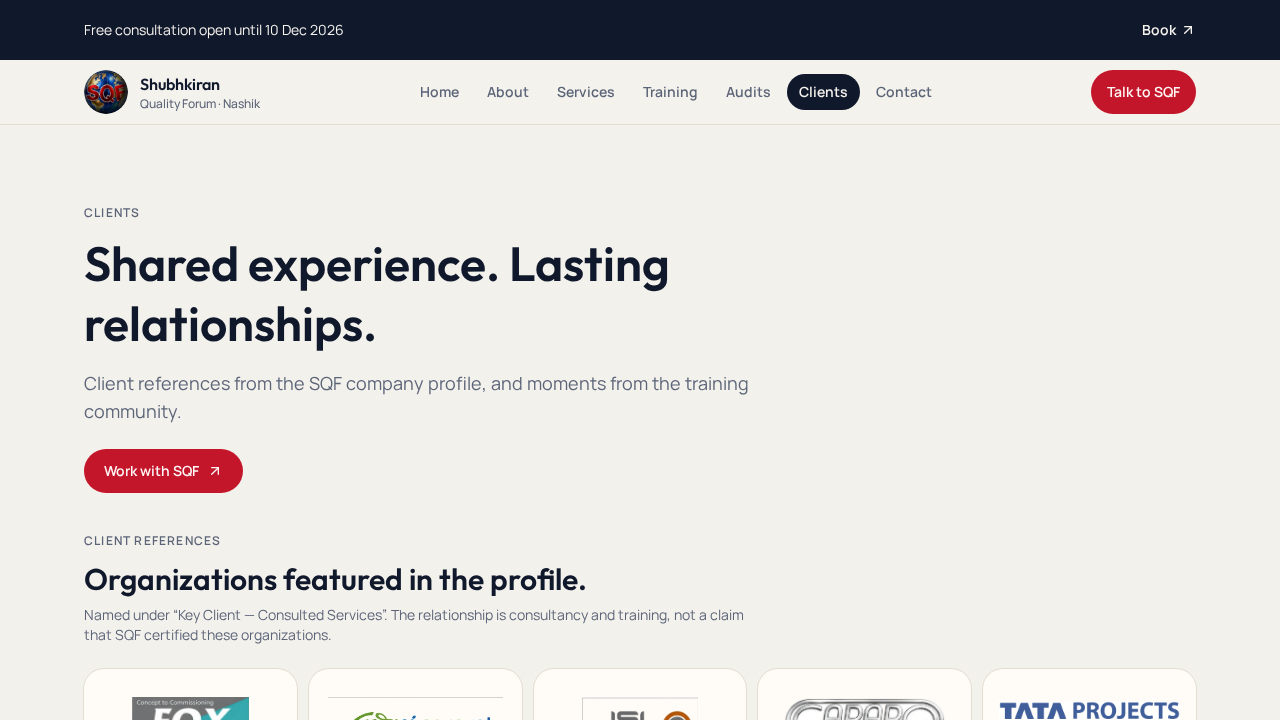 Free consultation open until 10 Dec 2026
Book
SQF
Shubhkiran
Quality Forum · Nashik
Home
About
Services
Training
Audits
Clients
Contact
Talk to SQF
CLIENTS
Shared experience. Lasting
relationships.
Client references from the SQF company profile, and moments from the training
community.
Work with SQF
CLIENT REFERENCES
Organizations featured in the profile.
Named under “Key Client — Consulted Services”. The relationship is consultancy and training, not a claim
that SQF certified these organizations.
Concept to Commissioning
FOX
CAPARO
TATA PROJECTS